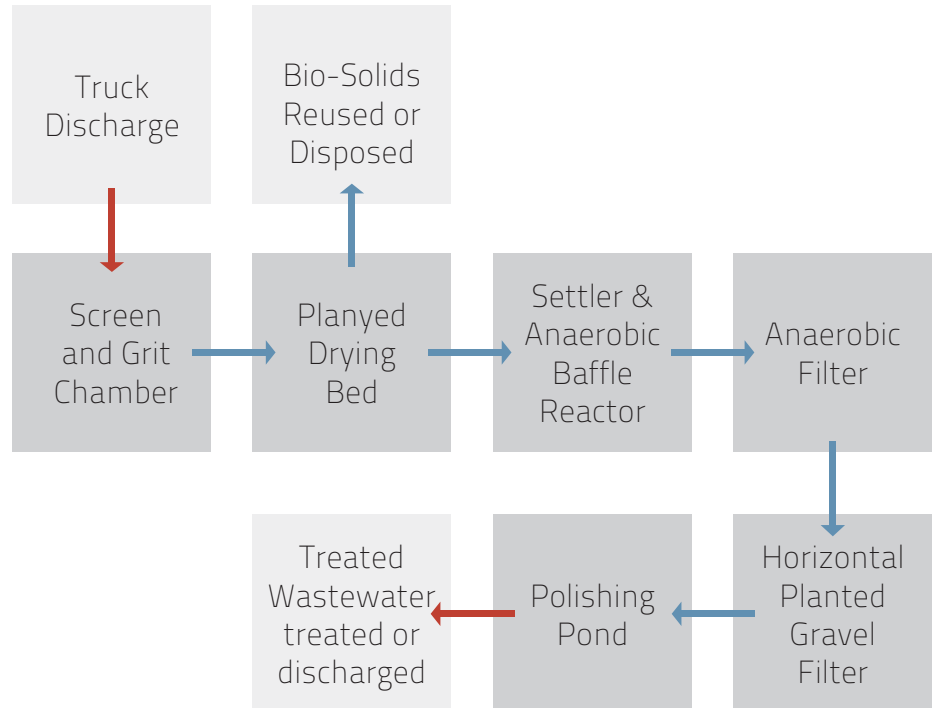 Truck
Discharge
Bio-Solids
Reused or
Disposed
Screen
and Grit
Chamber
Planyed
Drying
Bed
Settler &
Anaerobic
Baffle
Reactor
Anaerobic
Filter
Treated
Wastewater
treated or
discharged
Polishing
Pond
Horizontal
Planted
Gravel
Filter